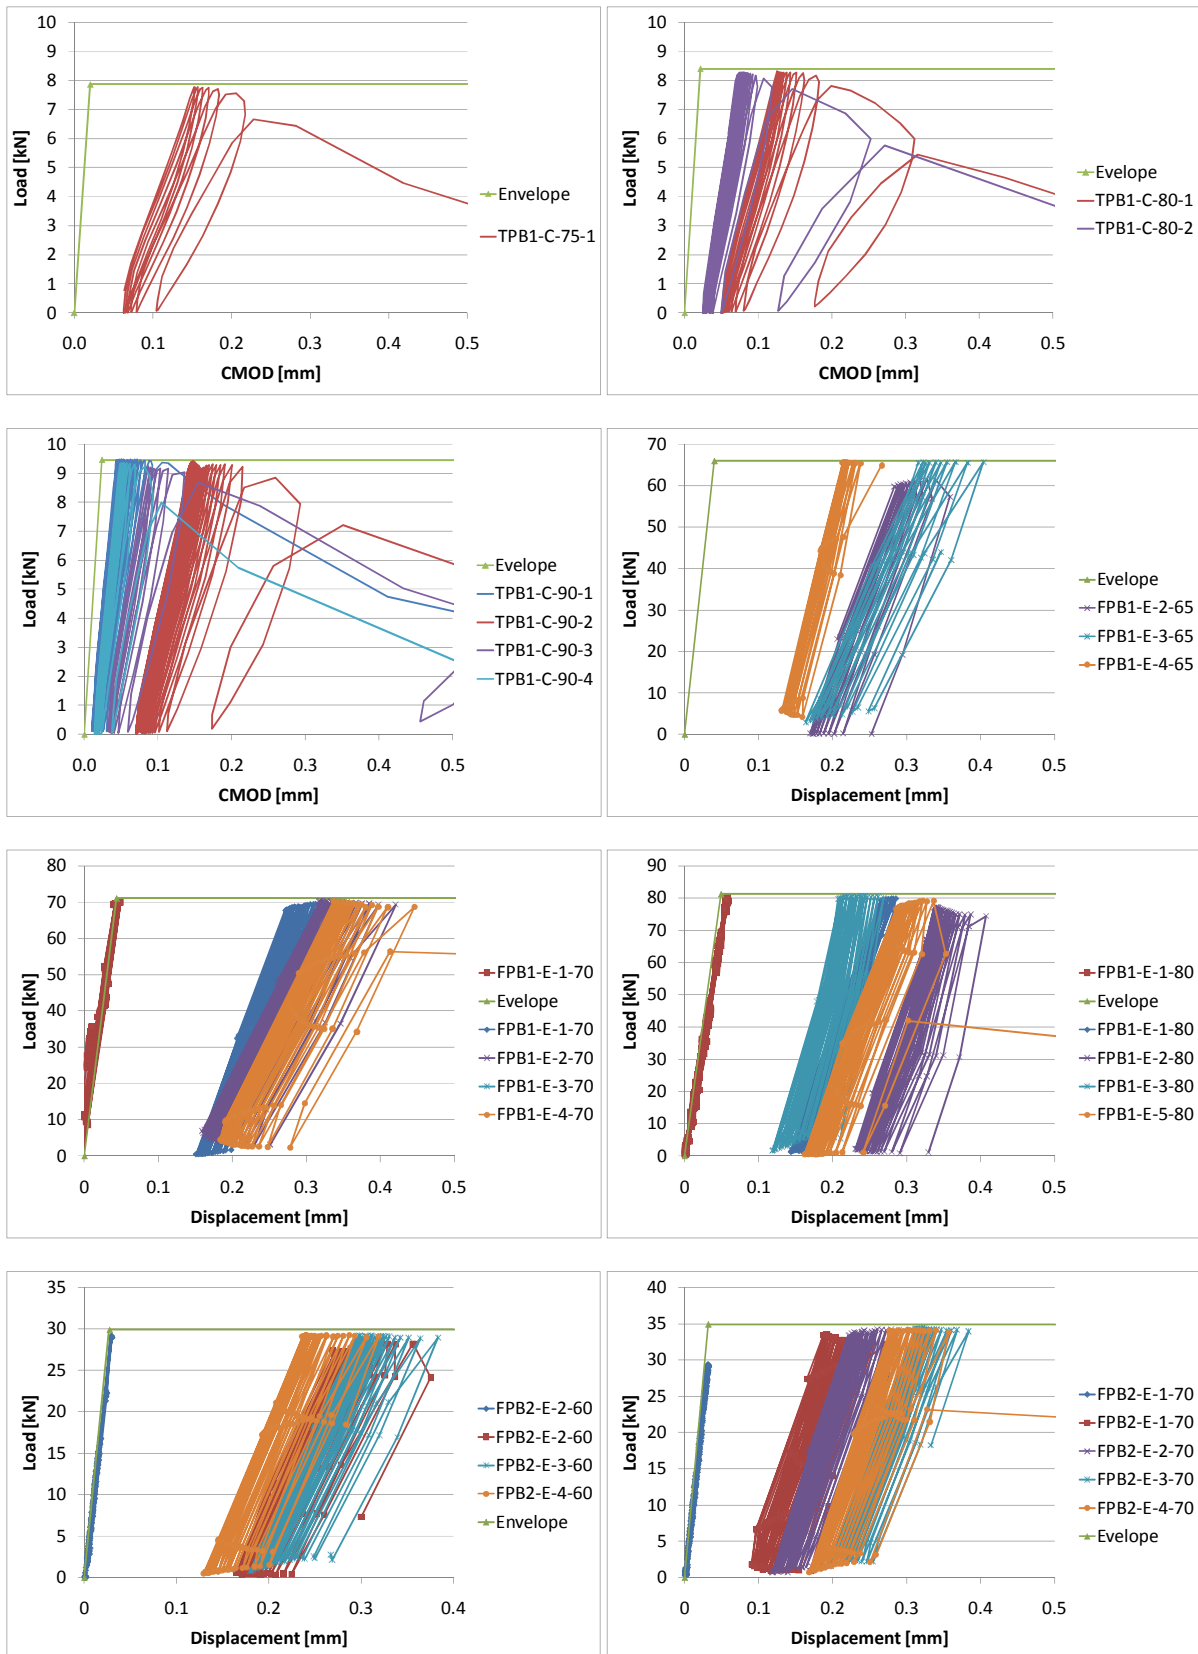 10
9
8
7
6
5
4
3
2
1
0
Load [kN]
0.0 0.1 0.2 0.3 0.4 0.5
CMOD [mm]
Envelope
TPB1-C-75-1
10
9
8
7
6
5
4
3
2
1
0
Load [kN]
0.0 0.1 0.2 0.3 0.4 0.5
CMOD [mm]
Evelope
TPB1-C-80-1
TPB1-C-80-2
10
9
8
7
6
5
4
3
2
1
0
Load [kN]
0.0 0.1 0.2 0.3 0.4 0.5
CMOD [mm]
Evelope
TPB1-C-90-1
TPB1-C-90-2
TPB1-C-90-3
TPB1-C-90-4
70
60
50
40
30
20
10
0
Load [kN]
0 0.1 0.2 0.3 0.4 0.5
Displacement [mm]
Evelope
FPB1-E-2-65
FPB1-E-3-65
FPB1-E-4-65
80
70
60
50
40
30
20
10
0
Load [kN]
0 0.1 0.2 0.3 0.4 0.5
Displacement [mm]
FPB1-E-1-70
Evelope
FPB1-E-1-70
FPB1-E-2-70
FPB1-E-3-70
FPB1-E-4-70
90
80
70
60
50
40
30
20
10
0
Load [kN]
0 0.1 0.2 0.3 0.4 0.5
Displacement [mm]
FPB1-E-1-80
Evelope
FPB1-E-1-80
FPB1-E-2-80
FPB1-E-3-80
FPB1-E-5-80
35
30
25
20
15
10
5
0
Load [kN]
0 0.1 0.2 0.3 0.4
Displacement [mm]
FPB2-E-2-60
FPB2-E-2-60
FPB2-E-3-60
FPB2-E-4-60
Envelope
40
35
30
25
20
15
10
5
0
Load [kN]
0 0.1 0.2 0.3 0.4 0.5
Displacement [mm]
FPB2-E-1-70
FPB2-E-1-70
FPB2-E-2-70
FPB2-E-3-70
FPB2-E-4-70
Evelope